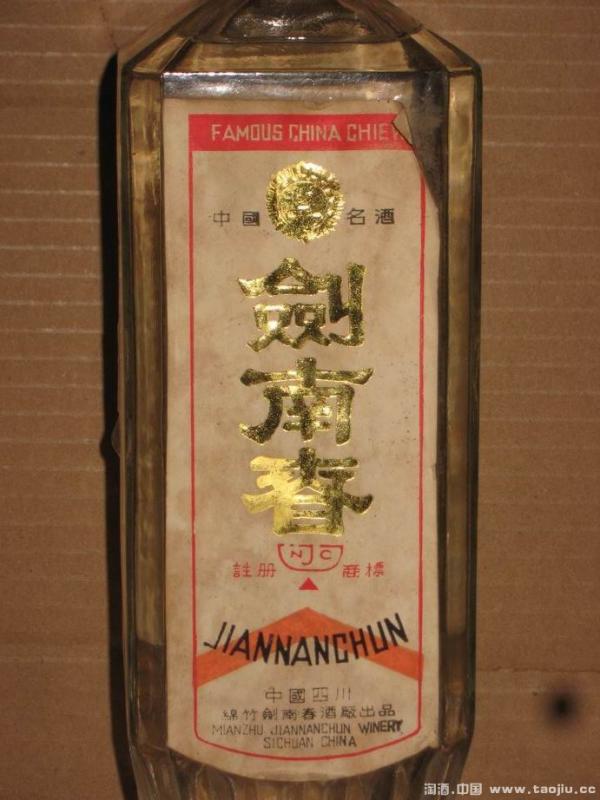 FAMOUS CHINA CHIE
中國 名酒
劍南春
NJC
註册 商標
JIANNANCHUN
中國四川
綿竹劍南春酒廠出品
MIANZHU JIANNANCHUN WINERY
SICHUAN CHINA
淘酒.中国 www.taojiu.cc